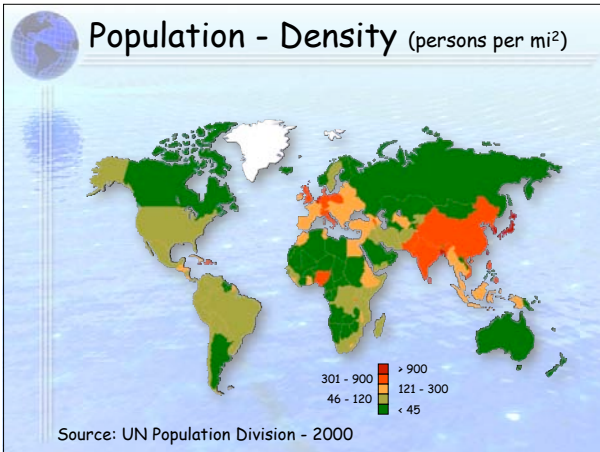 Population - Density (persons per mi²)
> 900
301 - 900
121 - 300
46 - 120
< 45
Source: UN Population Division - 2000